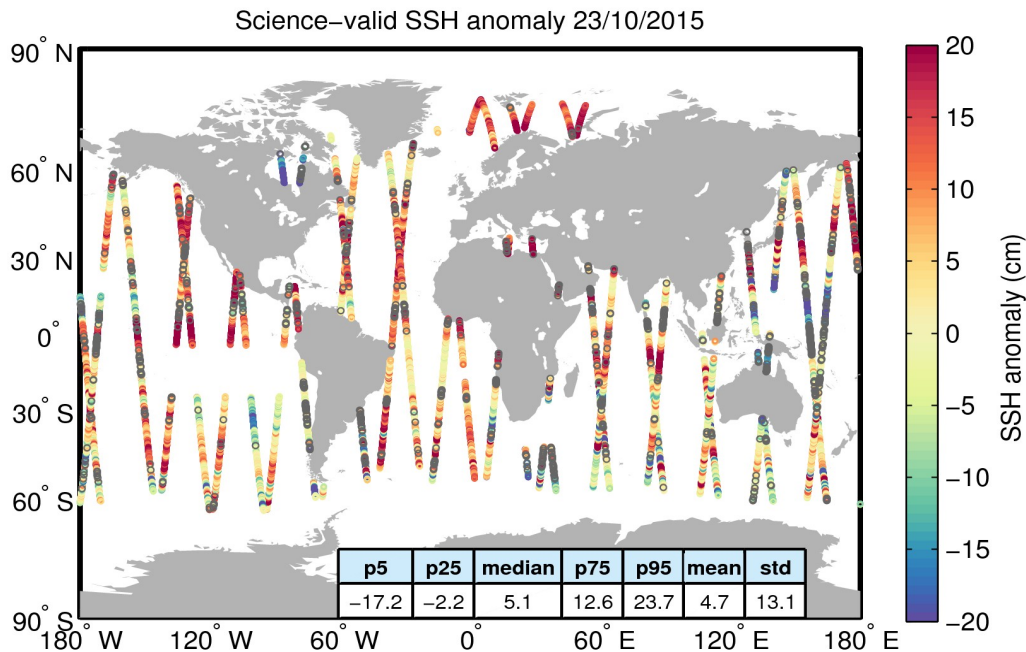 Science−valid SSH anomaly 23/10/2015
90° N
60° N
30° N
0°
30° S
60° S
90° S
180° W
120° W
60° W
0°
60° E
120° E
180° E
p5 p25 median p75 p95 mean std
−17.2 −2.2 5.1 12.6 23.7 4.7 13.1
20
15
10
5
0
−5
−10
−15
−20
SSH anomaly (cm)